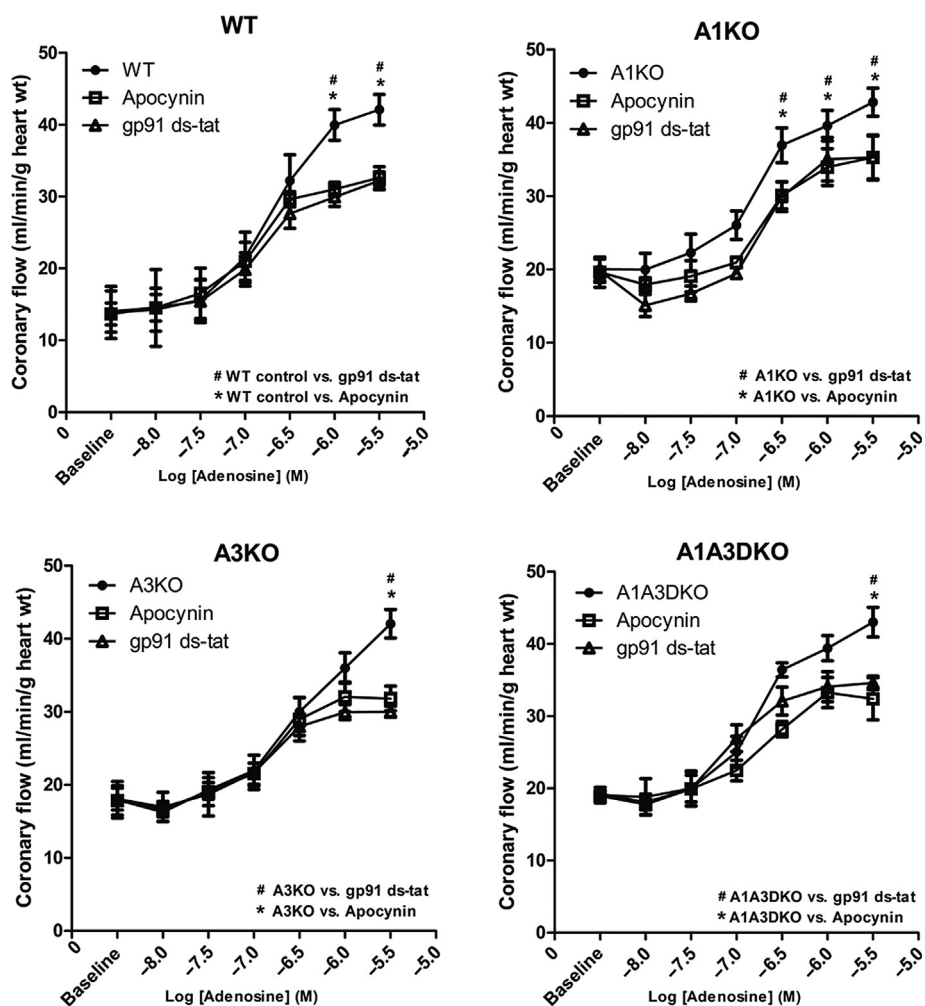 WT
50
40
30
20
10
0
Coronary flow (ml/min/g heart wt)
WT
Apocynin
gp91 ds-tat
#
*
#
*
# WT control vs. gp91 ds-tat
* WT control vs. Apocynin
0
Baseline
–8.0
–7.5
–7.0
–6.5
–6.0
–5.5
–5.0
Log [Adenosine] (M)
A1KO
50
40
30
20
10
0
Coronary flow (ml/min/g heart wt)
A1KO
Apocynin
gp91 ds-tat
#
*
#
*
#
*
# A1KO vs. gp91 ds-tat
* A1KO vs. Apocynin
0
Baseline
–8.0
–7.5
–7.0
–6.5
–6.0
–5.5
–5.0
Log [Adenosine] (M)
A3KO
50
40
30
20
10
0
Coronary flow (ml/min/g heart wt)
A3KO
Apocynin
gp91 ds-tat
#
*
# A3KO vs. gp91 ds-tat
* A3KO vs. Apocynin
0
Baseline
–8.0
–7.5
–7.0
–6.5
–6.0
–5.5
–5.0
Log [Adenosine] (M)
A1A3DKO
50
40
30
20
10
0
Coronary flow (ml/min/g heart wt)
A1A3DKO
Apocynin
gp91 ds-tat
#
*
# A1A3DKO vs. gp91 ds-tat
* A1A3DKO vs. Apocynin
0
Baseline
–8.0
–7.5
–7.0
–6.5
–6.0
–5.5
–5.0
Log [Adenosine] (M)